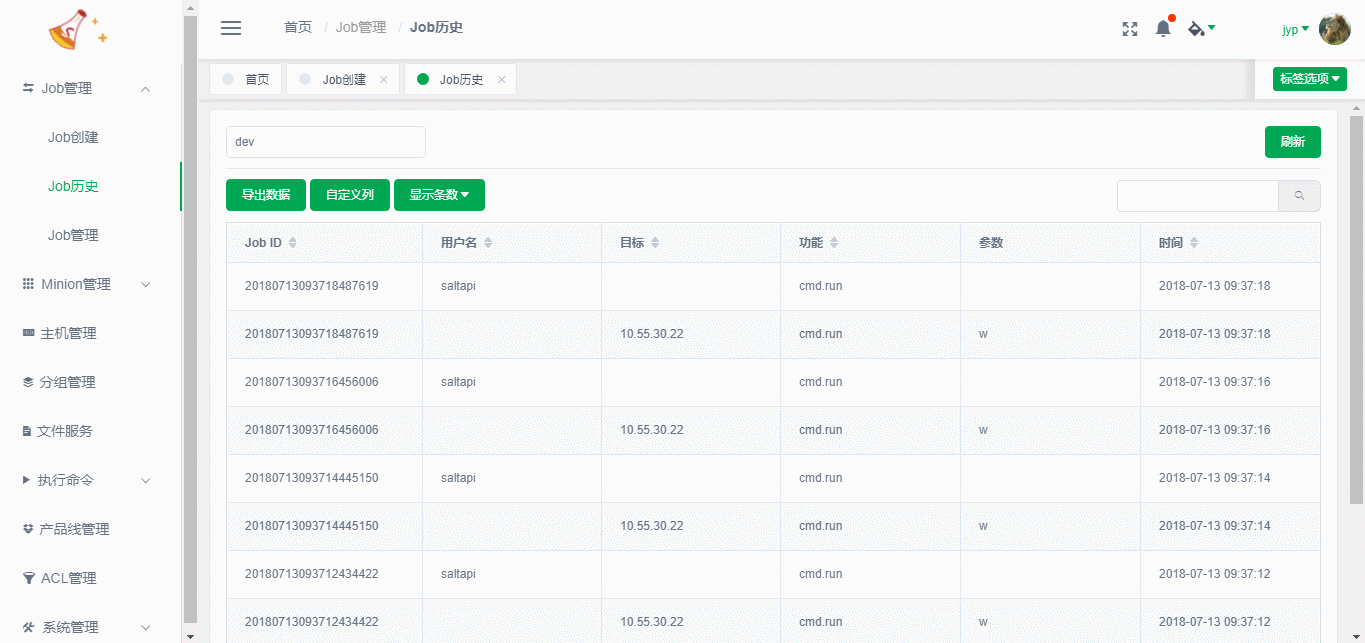 首页 / Job管理 / Job历史
jyp
首页
Job创建
Job历史
标签选项
Job管理
Job创建
Job历史
Job管理
Minion管理
主机管理
分组管理
文件服务
执行命令
产品线管理
ACL管理
系统管理
dev
刷新
导出数据 自定义列 显示条数
Job ID 用户名 目标 功能 参数 时间
20180713093718487619 saltapi cmd.run 2018-07-13 09:37:18
20180713093718487619 10.55.30.22 cmd.run w 2018-07-13 09:37:18
20180713093716456006 saltapi cmd.run 2018-07-13 09:37:16
20180713093716456006 10.55.30.22 cmd.run w 2018-07-13 09:37:16
20180713093714445150 saltapi cmd.run 2018-07-13 09:37:14
20180713093714445150 10.55.30.22 cmd.run w 2018-07-13 09:37:14
20180713093712434422 saltapi cmd.run 2018-07-13 09:37:12
20180713093712434422 10.55.30.22 cmd.run w 2018-07-13 09:37:12